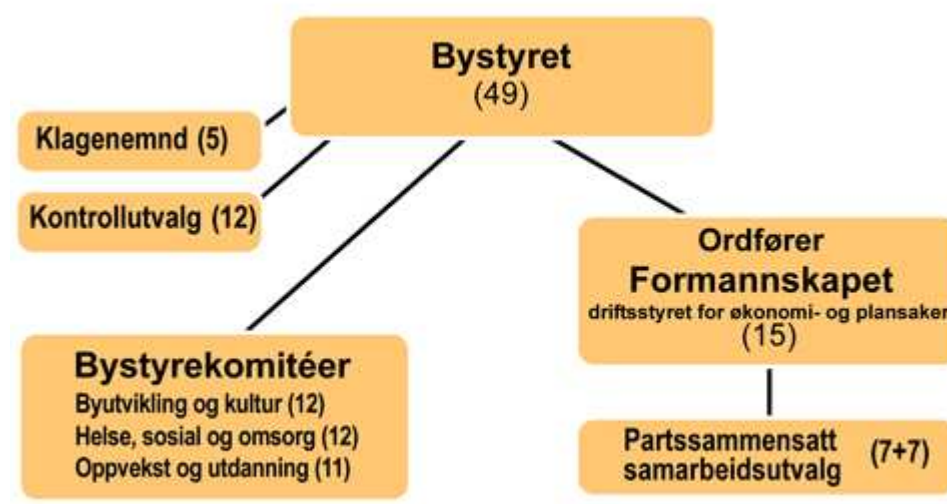 Bystyret
(49)
Klagenemnd (5)
Kontrollutvalg (12)
Ordfører
Formannskapet
driftsstyret for økonomi- og plansaker
(15)
Bystyrekomitéer
Byutvikling og kultur (12)
Helse, sosial og omsorg (12)
Oppvekst og utdanning (11)
Partssammensatt
samarbeidsutvalg (7+7)